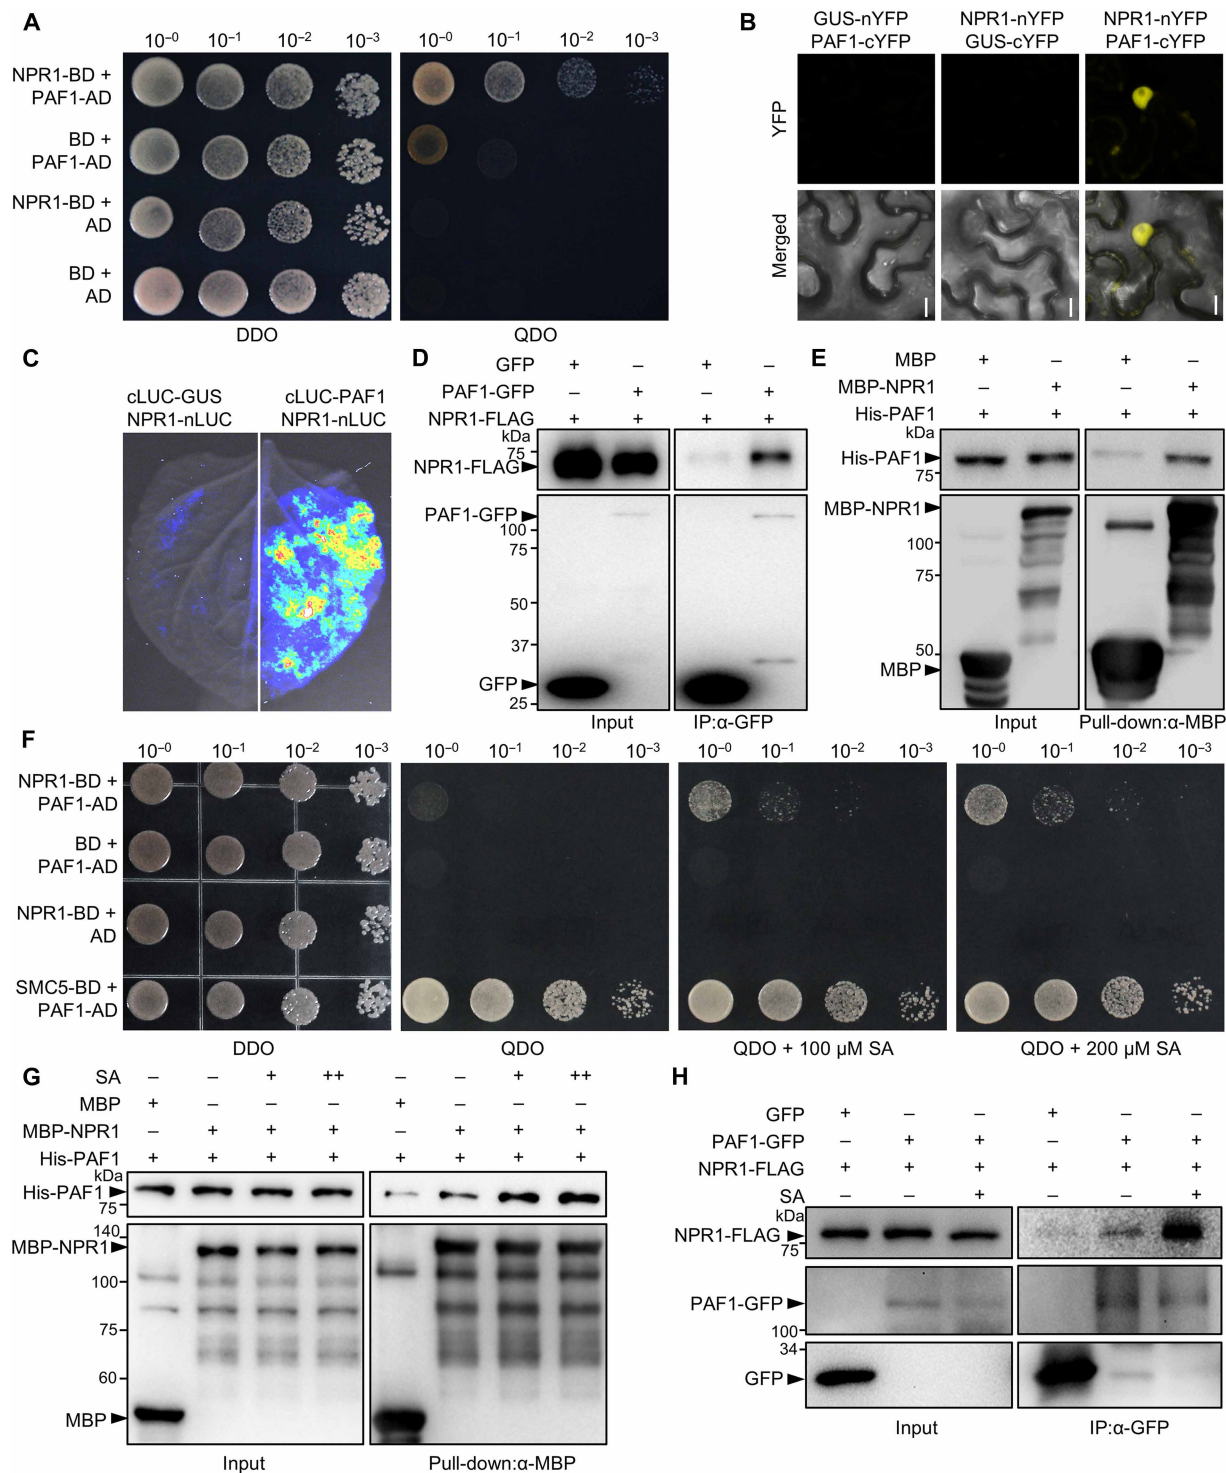 A
10⁻⁰ 10⁻¹ 10⁻² 10⁻³ 10⁻⁰ 10⁻¹ 10⁻² 10⁻³
NPR1-BD +
PAF1-AD
BD +
PAF1-AD
NPR1-BD +
AD
BD +
AD
DDO QDO
B
GUS-nYFP NPR1-nYFP NPR1-nYFP
PAF1-cYFP GUS-cYFP PAF1-cYFP
YFP
Merged
C
cLUC-GUS cLUC-PAF1
NPR1-nLUC NPR1-nLUC
D
GFP + – + –
PAF1-GFP – + – +
NPR1-FLAG + + + +
kDa
75
NPR1-FLAG
PAF1-GFP
100
75
50
37
GFP
25
Input IP:α-GFP
E
MBP + – + –
MBP-NPR1 – + – +
His-PAF1 + + + +
kDa
His-PAF1
75
MBP-NPR1
100
75
50
MBP
Input Pull-down:α-MBP
F
10⁻⁰ 10⁻¹ 10⁻² 10⁻³ 10⁻⁰ 10⁻¹ 10⁻² 10⁻³ 10⁻⁰ 10⁻¹ 10⁻² 10⁻³ 10⁻⁰ 10⁻¹ 10⁻² 10⁻³
NPR1-BD +
PAF1-AD
BD +
PAF1-AD
NPR1-BD +
AD
SMC5-BD +
PAF1-AD
DDO QDO QDO + 100 µM SA QDO + 200 µM SA
G
SA – – + ++ – – + ++
MBP + – – – + – – –
MBP-NPR1 – + + + – + + +
His-PAF1 + + + + + + + +
kDa
His-PAF1
75
140
MBP-NPR1
100
75
60
MBP
Input Pull-down:α-MBP
H
GFP + – – + – –
PAF1-GFP – + + – + +
NPR1-FLAG + + + + + +
SA – – + – – +
kDa
NPR1-FLAG
75
PAF1-GFP
100
34
GFP
Input IP:α-GFP